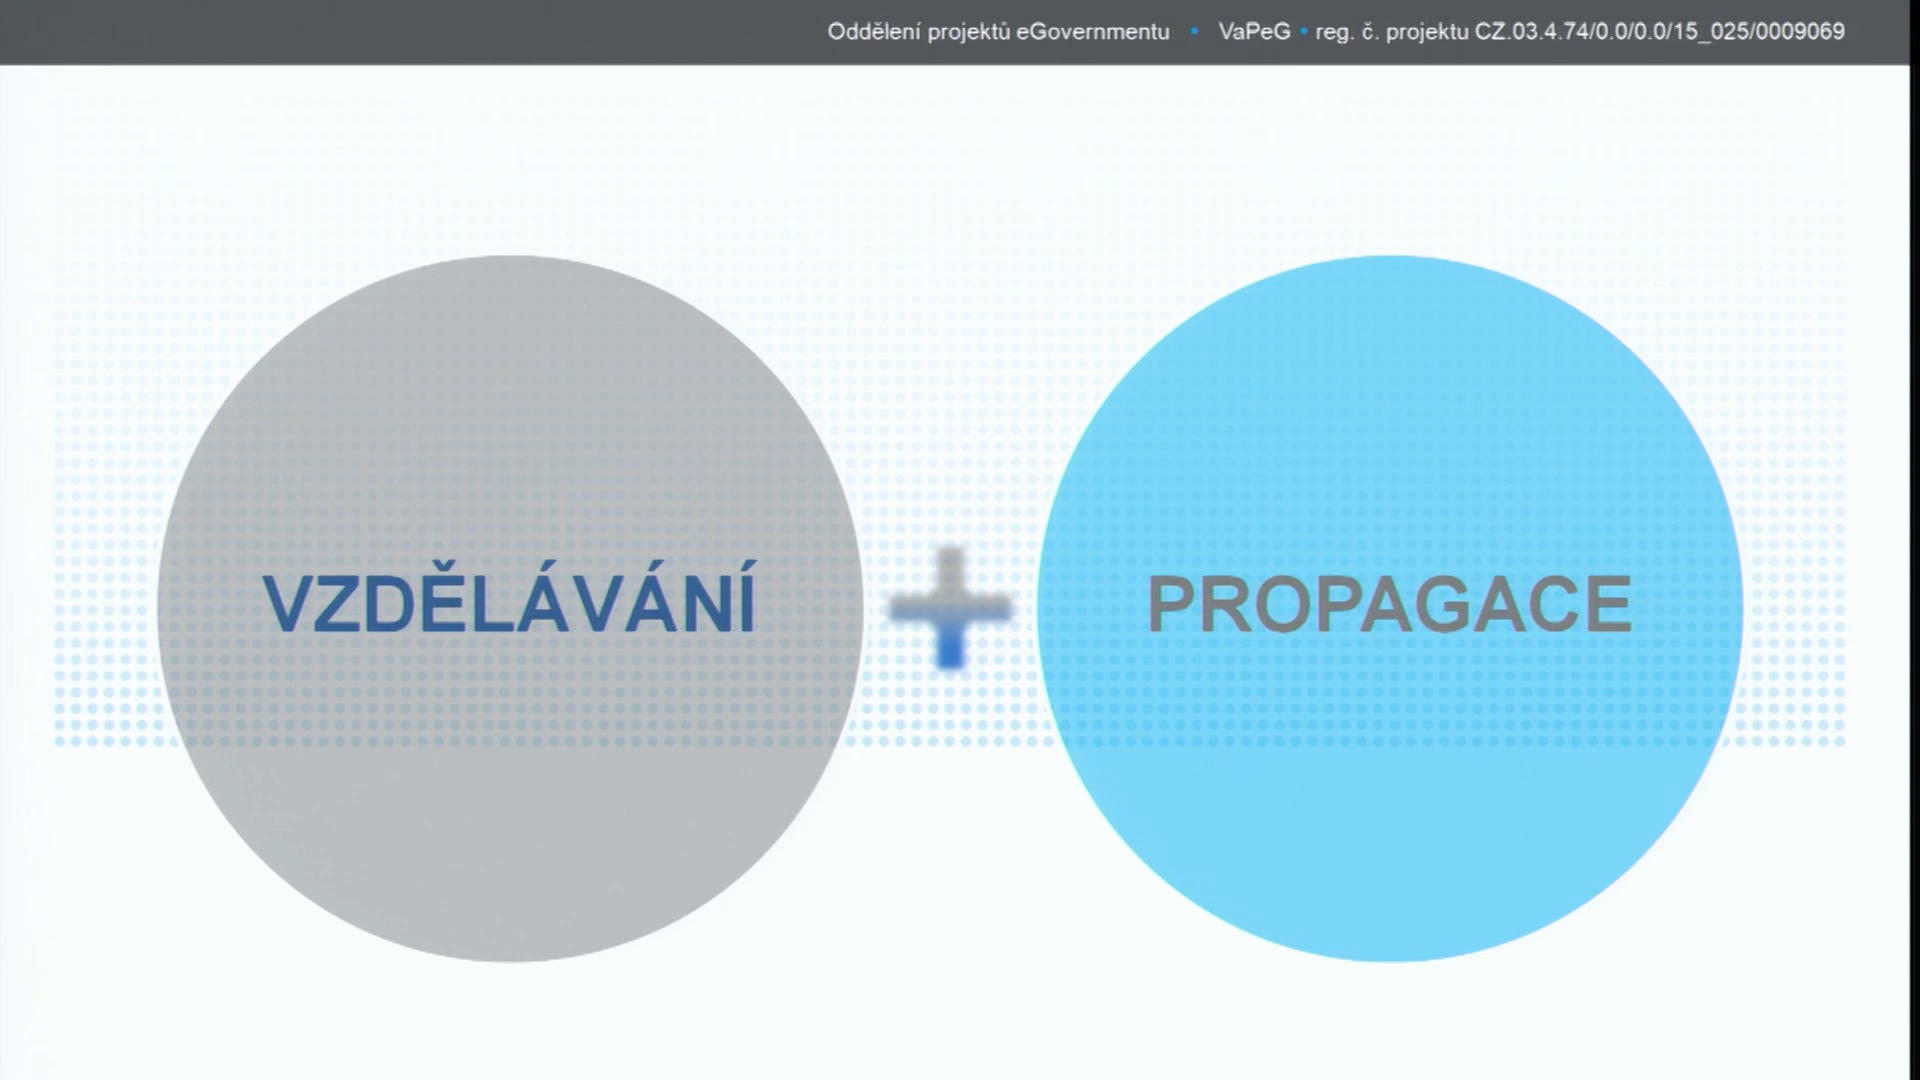 Oddělení projektů eGovernmentu • VaPeG • reg. č. projektu CZ.03.4.74/0.0/0.0/15_025/0009069
VZDĚLÁVÁNÍ + PROPAGACE